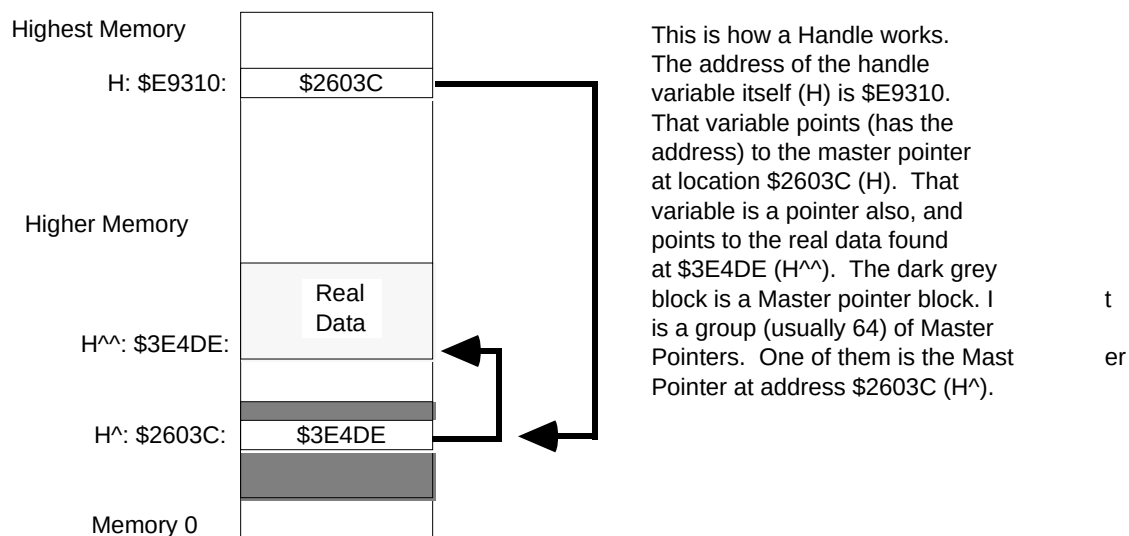 Highest Memory
H: $E9310:
$2603C
Higher Memory
Real
Data
H^^: $3E4DE:
H^: $2603C:
$3E4DE
Memory 0
This is how a Handle works.
The address of the handle
variable itself (H) is $E9310.
That variable points (has the
address) to the master pointer
at location $2603C (H). That
variable is a pointer also, and
points to the real data found
at $3E4DE (H^^). The dark grey
block is a Master pointer block. I t
is a group (usually 64) of Master
Pointers. One of them is the Mast er
Pointer at address $2603C (H^).